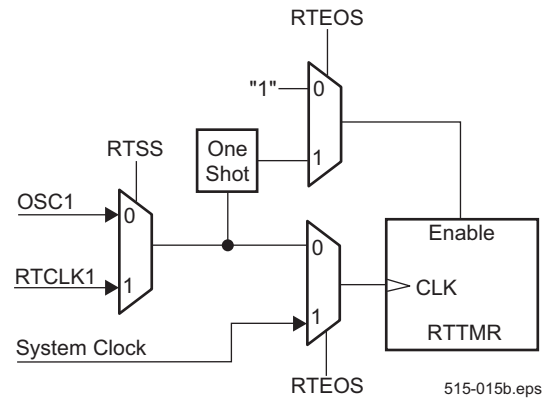 RTEOS
"1"
0
1
One
Shot
RTSS
OSC1
0
RTCLK1
1
0
1
System Clock
RTEOS
Enable
CLK
RTTMR
515-015b.eps